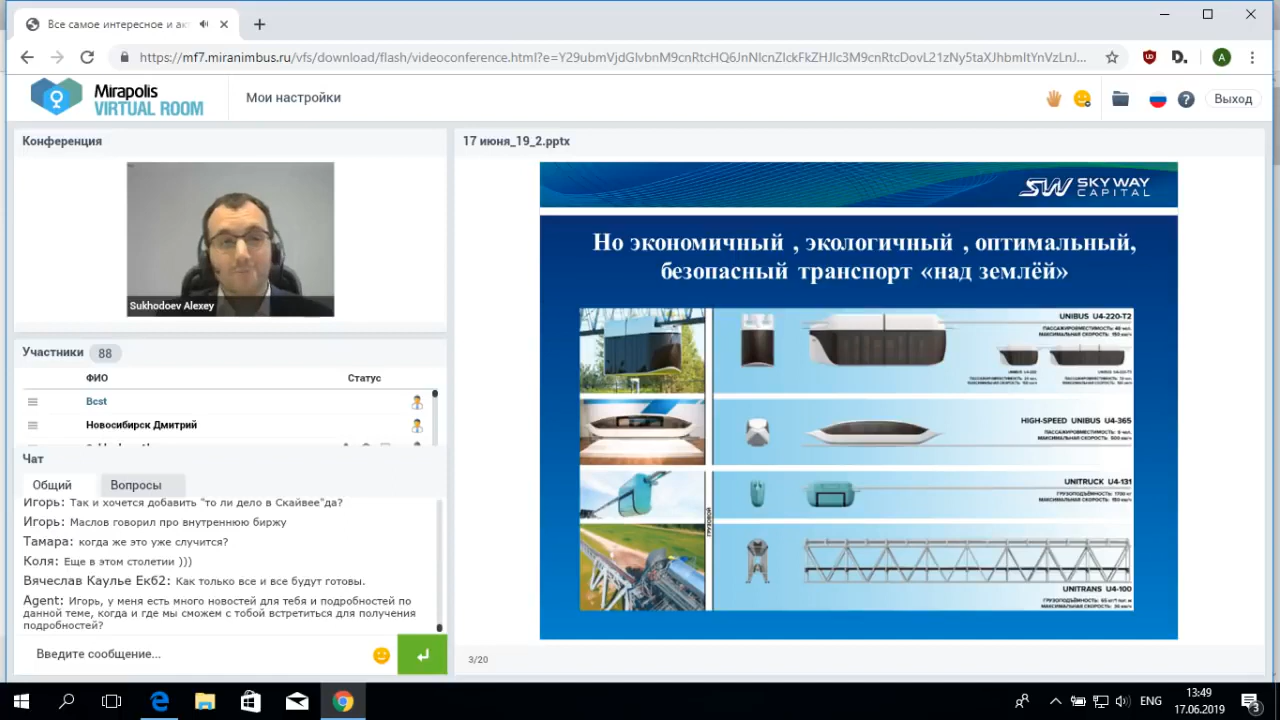 Все самое интересное и ак
https://mf7.miranimbus.ru/vfs/download/flash/videoconference.html?e=
A
Mirapolis
VIRTUAL ROOM
Мои настройки
Выход
Конференция
Sukhodoev Alexey
Участники 88
ФИО Статус
Bcst
Новосибирск Дмитрий
Чат
Общий Вопросы
Игорь: Так и хочется добавить "то ли дело в Скайвее"да?
Игорь: Маслов говорил про внутреннюю биржу
Тамара: когда же это уже случится?
Коля: Еще в этом столетии )))
Вячеслав Каулье Екб2: Как только все и все будут готовы.
Agent: Игорь, у меня есть много новостей для тебя и подробности по
данной теме, когда и где мы сможем с тобой встретиться для получения
подробностей?
Введите сообщение...
17 июня_19_2.pptx
SW SKY WAY
CAPITAL
Но экономичный , экологичный , оптимальный,
безопасный транспорт «над землёй»
UNIBUS U4-220-T2
HIGH-SPEED UNIBUS U4-365
UNITRUCK U4-131
ГРУЗОВОЙ
UNITRANS U4-100
3/20
ENG
13:49
17.06.2019
3